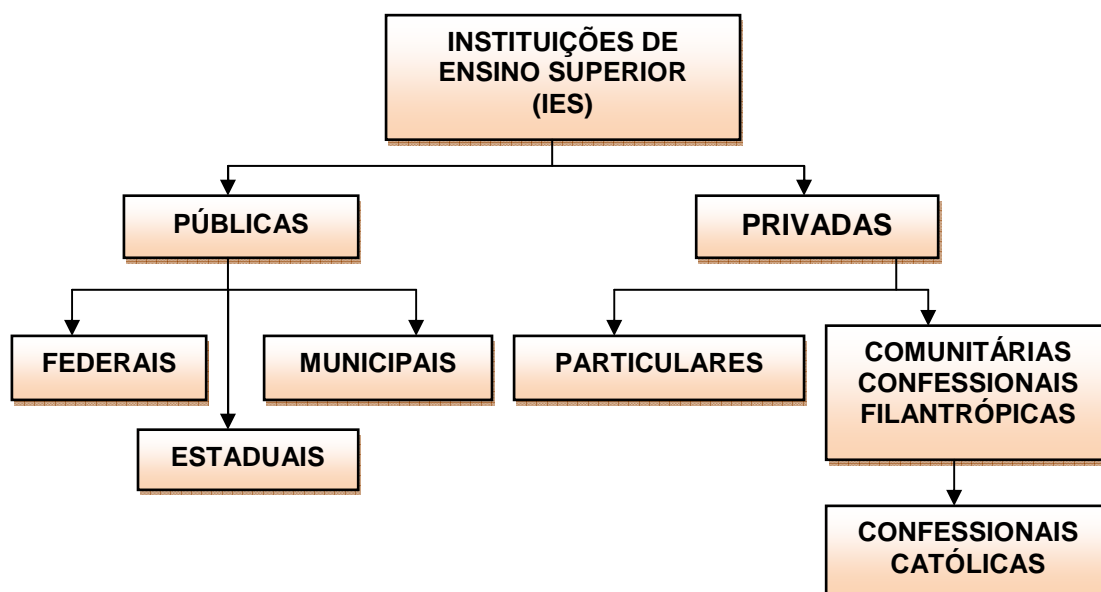 INSTITUIÇÕES DE
ENSINO SUPERIOR
(IES)
PÚBLICAS
PRIVADAS
FEDERAIS
MUNICIPAIS
ESTADUAIS
PARTICULARES
COMUNITÁRIAS
CONFESSIONAIS
FILANTRÓPICAS
CONFESSIONAIS
CATÓLICAS